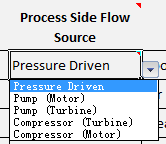 Process Side Flow
Source
Pressure Driven
Pressure Driven
Pump (Motor)
Pump (Turbine)
Compressor (Turbine)
Compressor (Motor)